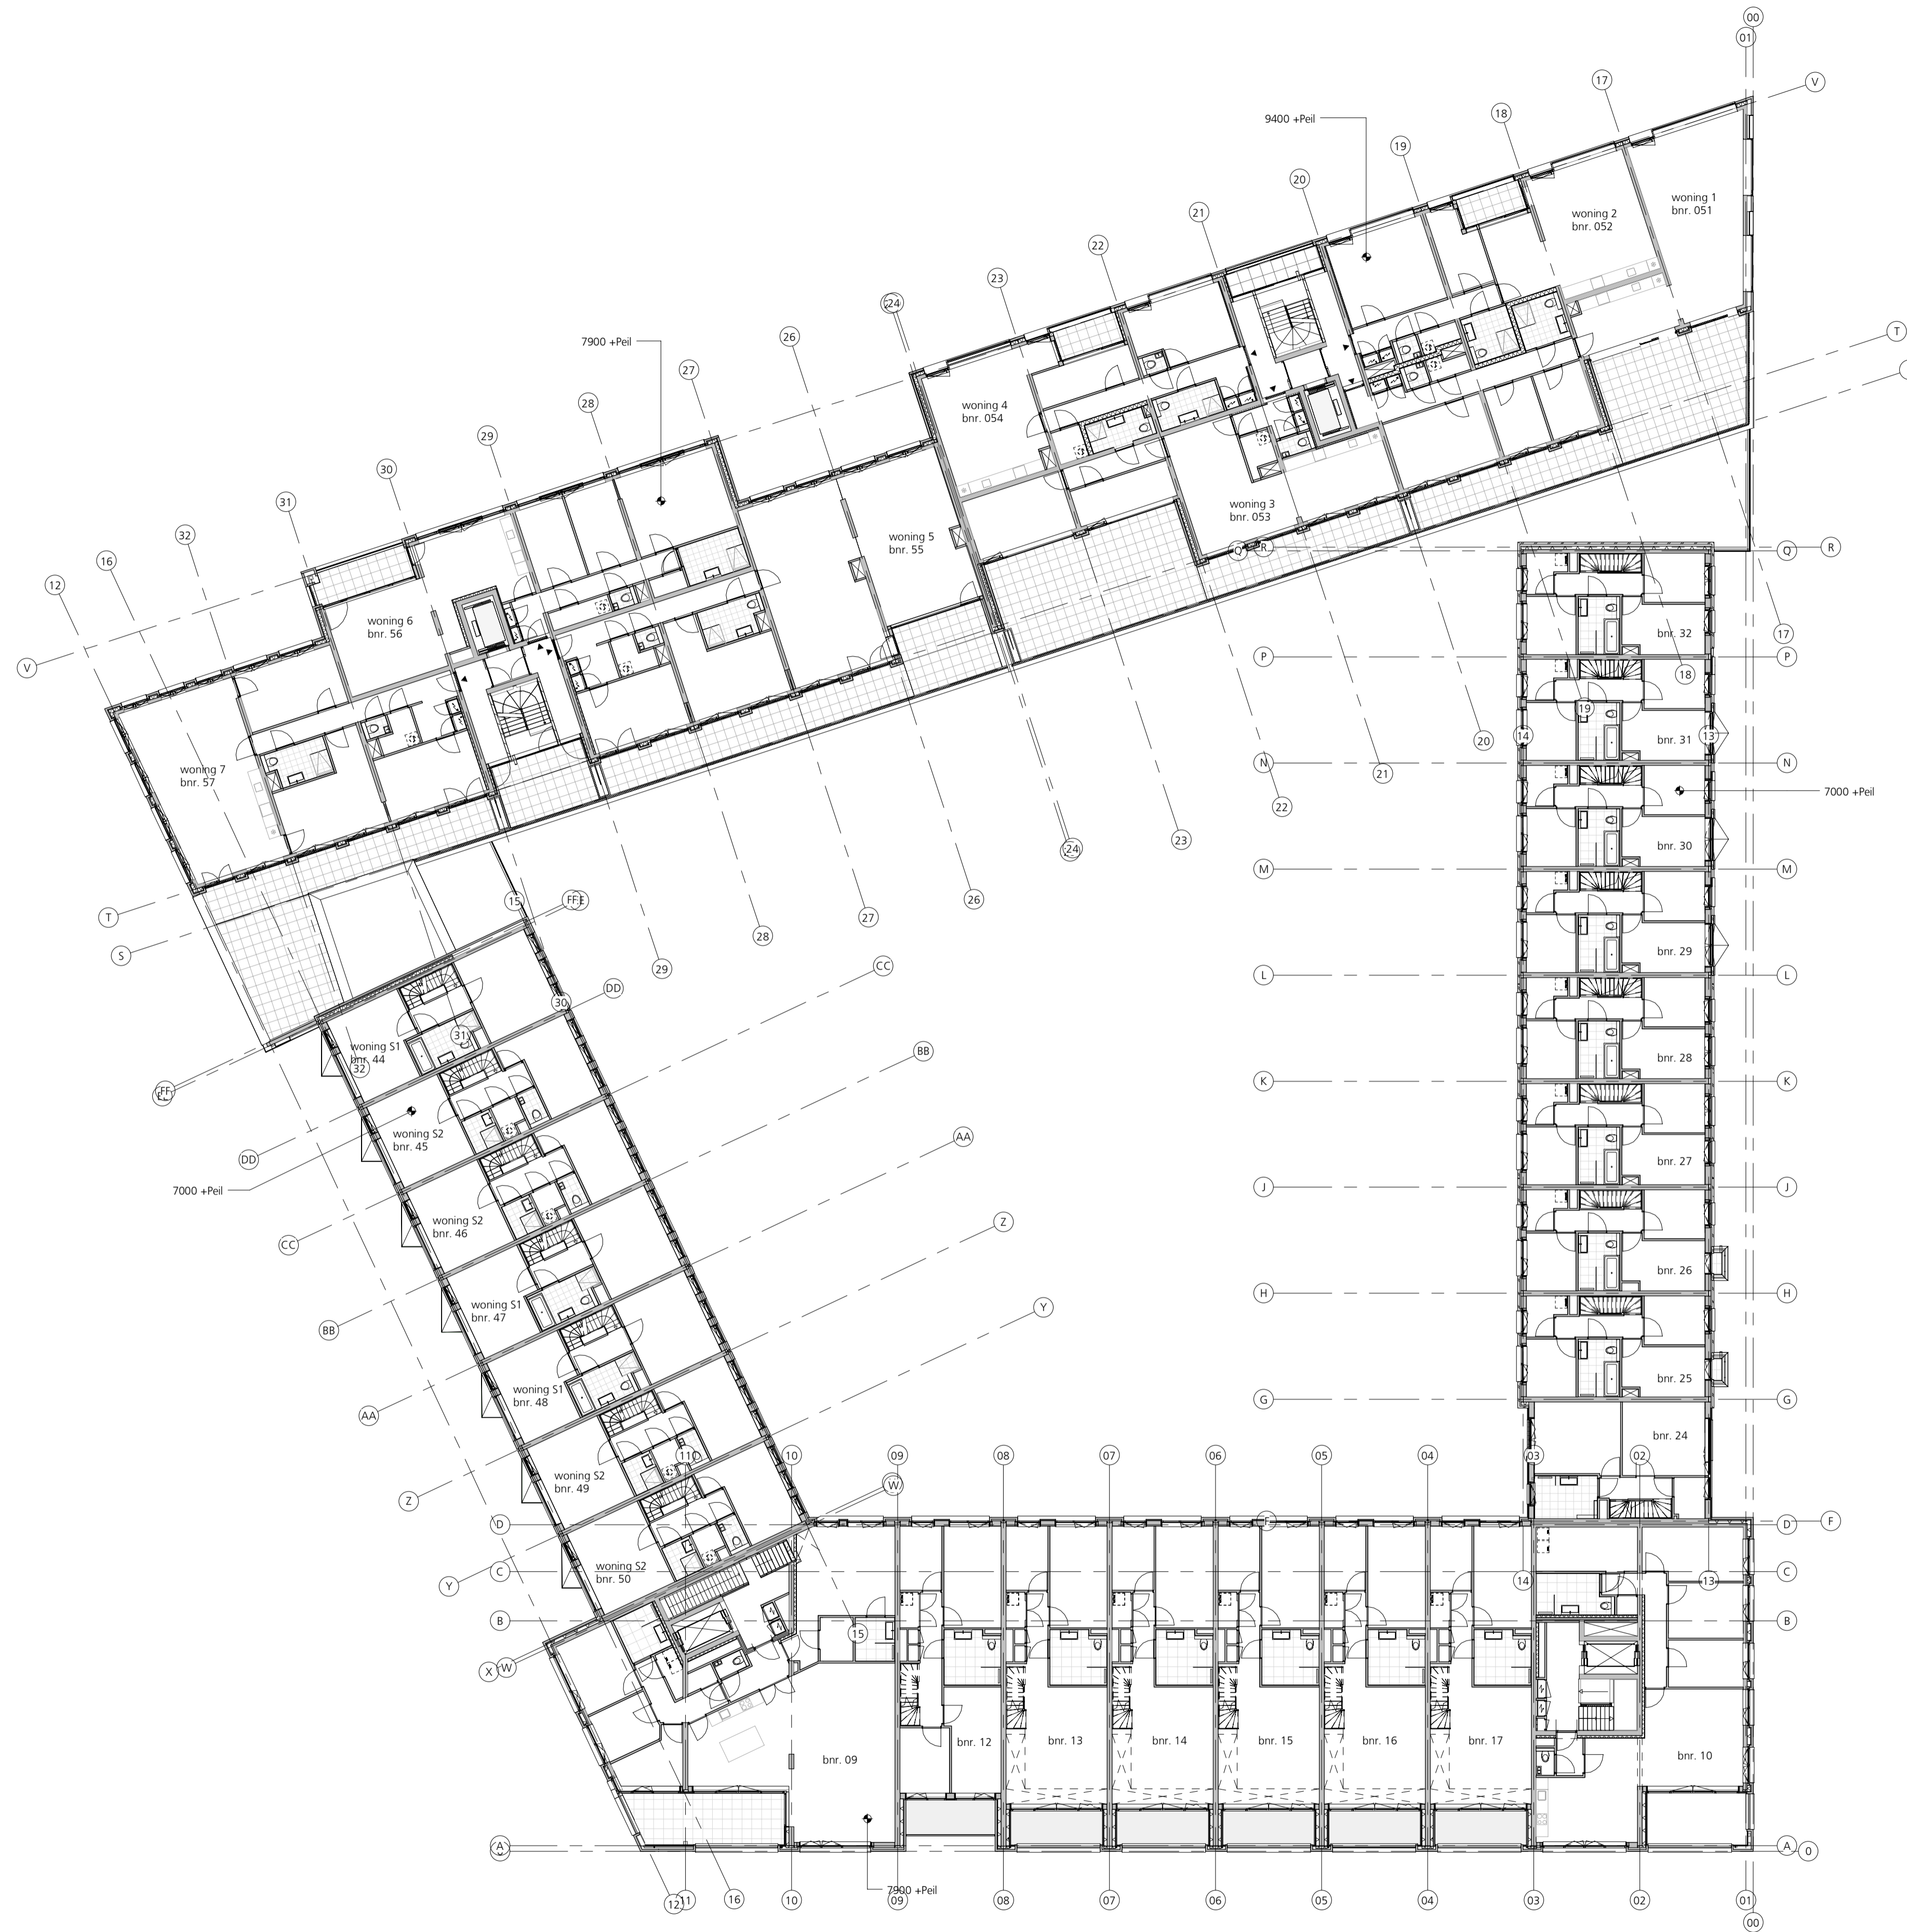 00
01
17
V
9400 +Peil
18
19
20
woning 1
bnr. 051
woning 2
bnr. 052
21
22
23
24
T
7900 +Peil
26
27
28
29
30
31
32
16
12
woning 4
bnr. 054
woning 3
bnr. 053
woning 5
bnr. 55
woning 6
bnr. 56
woning 7
bnr. 57
V
Q
R
Q
R
17
bnr. 32
P
P
18
19
14
13
bnr. 31
20
21
22
23
24
26
27
28
29
N
N
7000 +Peil
bnr. 30
M
M
T
S
15
FF
bnr. 29
CC
L
L
DD
30
31
32
woning S1
bnr. 44
FF
bnr. 28
BB
K
K
woning S2
bnr. 45
AA
DD
bnr. 27
7000 +Peil
J
J
Z
woning S2
bnr. 46
CC
bnr. 26
H
H
Y
woning S1
bnr. 47
BB
bnr. 25
woning S1
bnr. 48
G
G
AA
bnr. 24
11
10
09
08
07
06
05
04
03
02
woning S2
bnr. 49
W
Z
D
F
D
F
woning S2
bnr. 50
Y
C
14
13
C
B
15
B
X
W
bnr. 09
bnr. 12
bnr. 13
bnr. 14
bnr. 15
bnr. 16
bnr. 17
bnr. 10
A
A
0
7900 +Peil
12
11
16
10
09
08
07
06
05
04
03
02
01
00